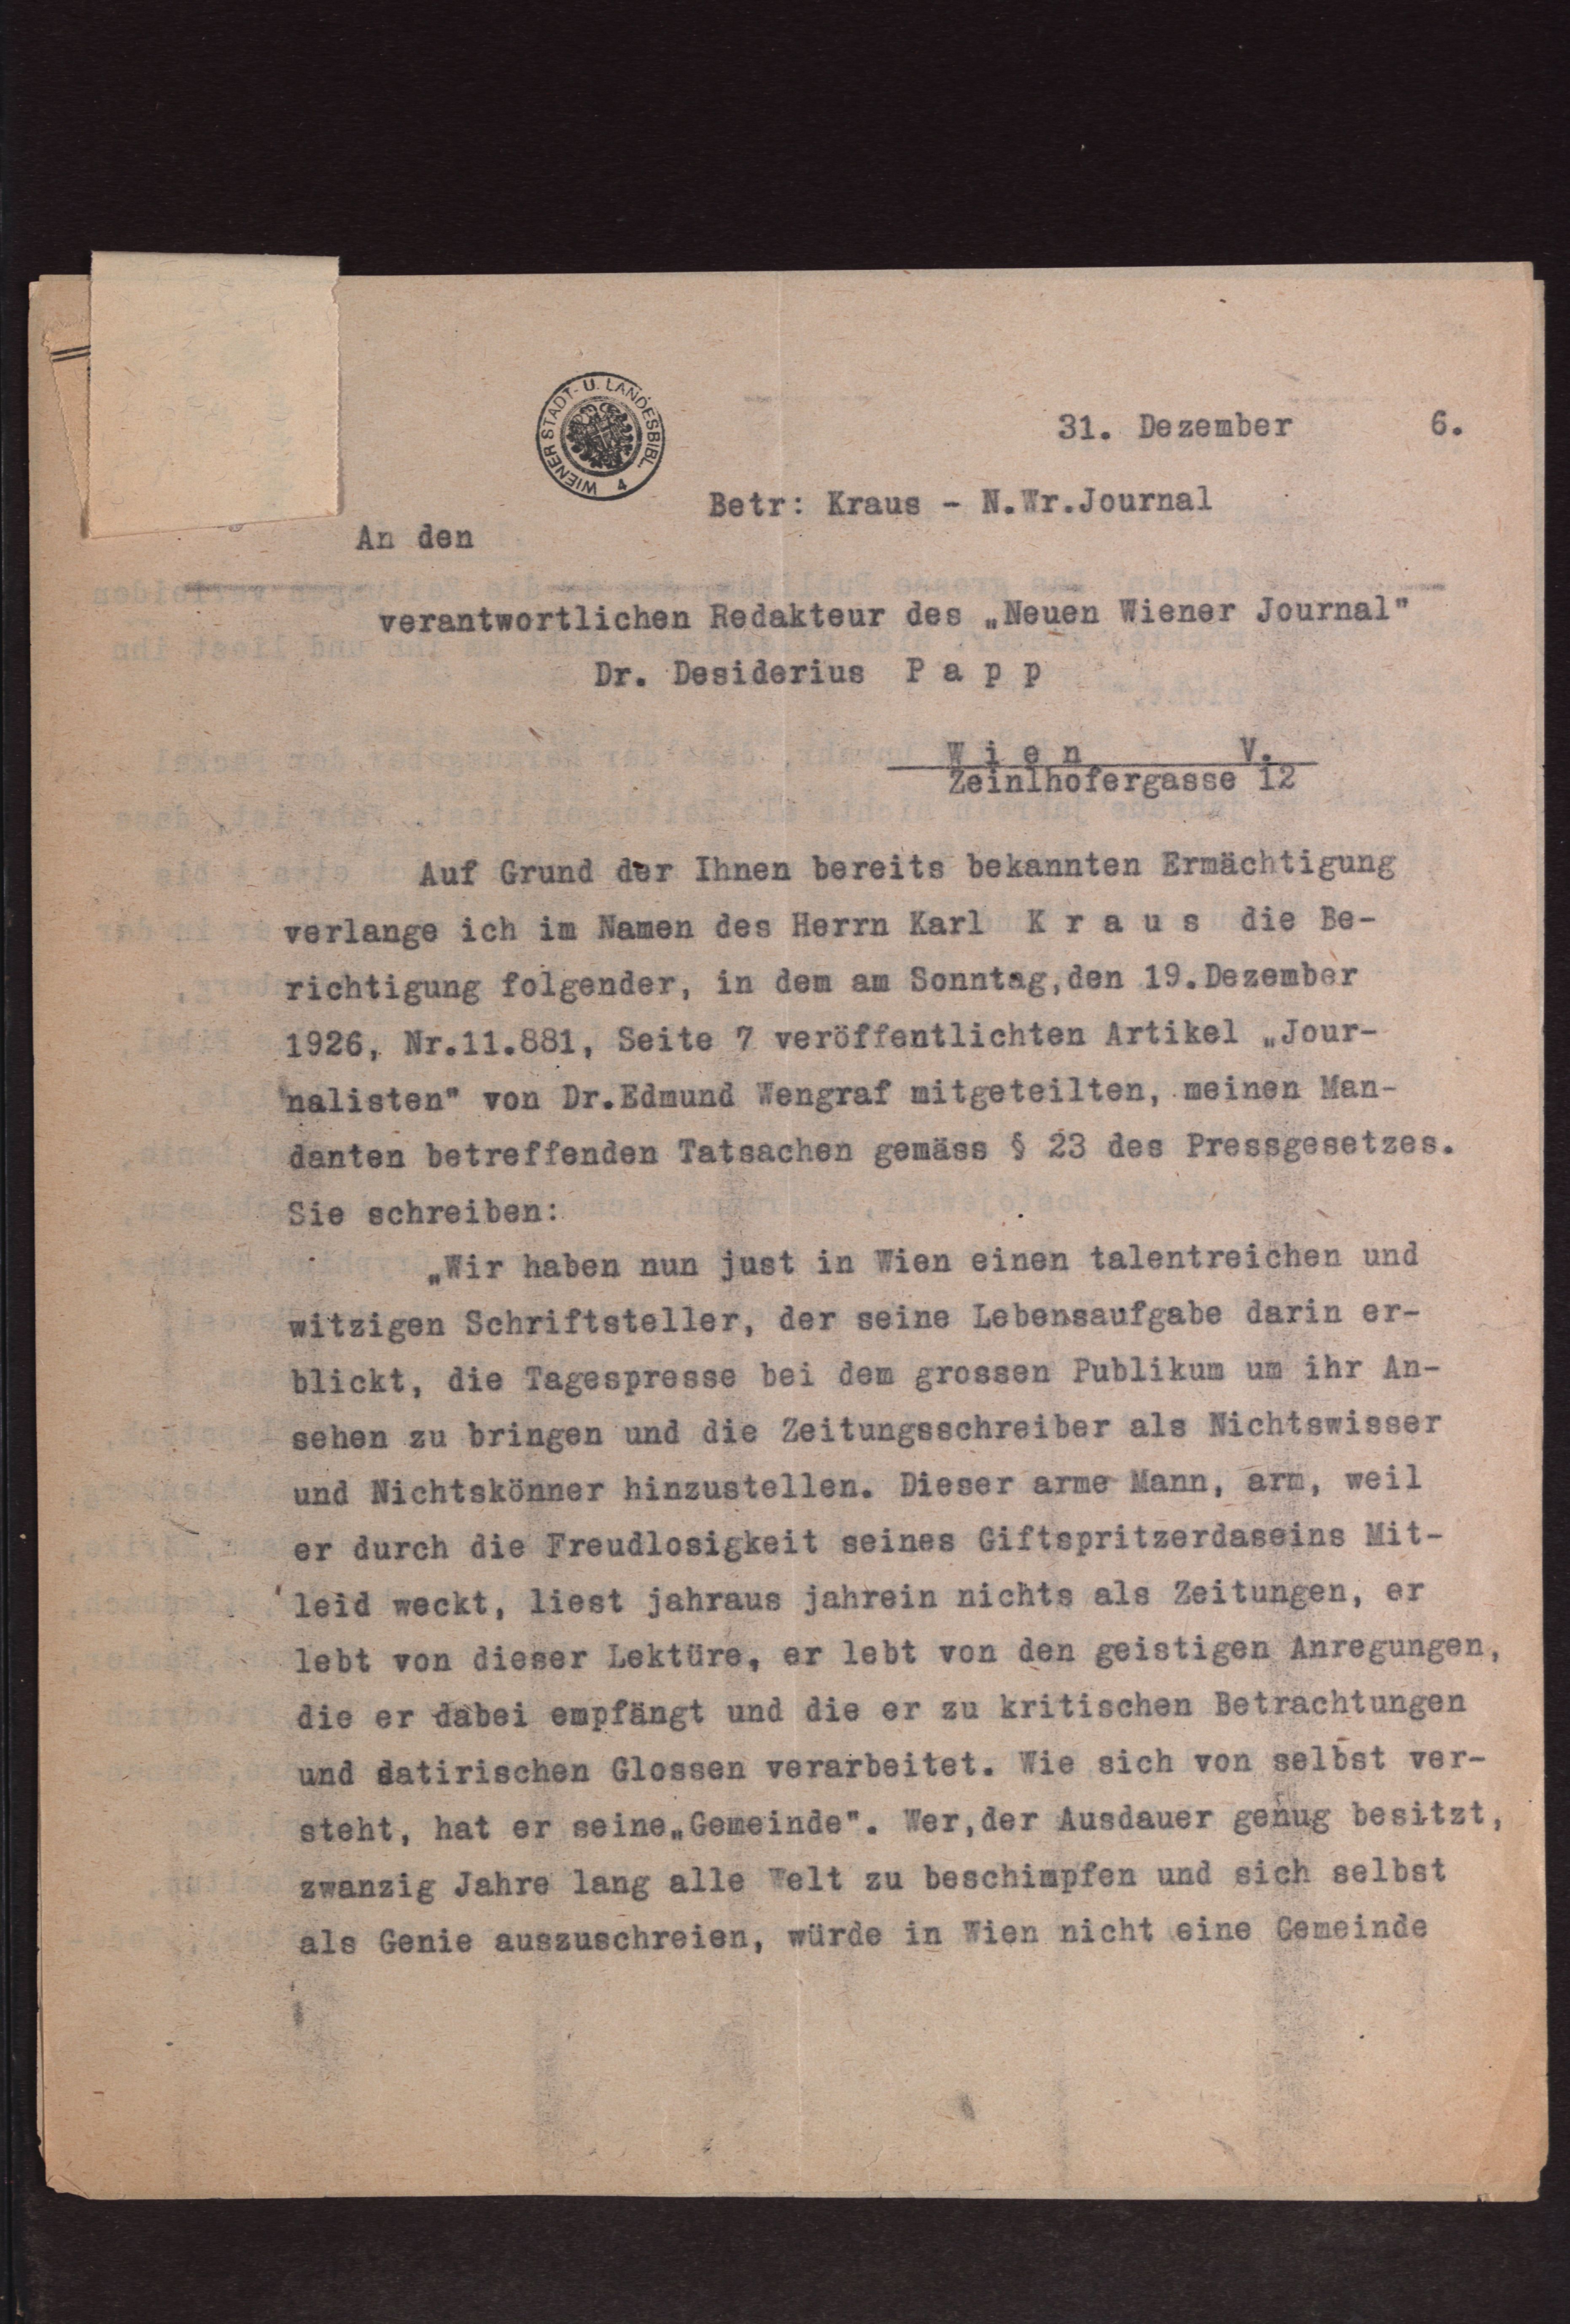 WIENER STADT- U. LANDESBIBL.
4
31. Dezember 6.
Betr: Kraus - N.Wr.Journal
An den
verantwortlichen Redakteur des „Neuen Wiener Journal"
Dr. Desiderius P a p p
W i e n V.
Zeinlhofergasse 12
Auf Grund der Ihnen bereits bekannten Ermächtigung
verlange ich im Namen des Herrn Karl K r a u s die Be-
richtigung folgender, in dem am Sonntag,den 19.Dezember
1926, Nr.11.881, Seite 7 veröffentlichten Artikel „Jour-
nalisten" von Dr.Edmund Wengraf mitgeteilten, meinen Man-
danten betreffenden Tatsachen gemäss § 23 des Pressgesetzes.
Sie schreiben:
„Wir haben nun just in Wien einen talentreichen und
witzigen Schriftsteller, der seine Lebensaufgabe darin er-
blickt, die Tagespresse bei dem grossen Publikum um ihr An-
sehen zu bringen und die Zeitungsschreiber als Nichtswisser
und Nichtskönner hinzustellen. Dieser arme Mann, arm, weil
er durch die Freudlosigkeit seines Giftspritzerdaseins Mit-
leid weckt, liest jahraus jahrein nichts als Zeitungen, er
lebt von dieser Lektüre, er lebt von den geistigen Anregungen,
die er dabei empfängt und die er zu kritischen Betrachtungen
und satirischen Glossen verarbeitet. Wie sich von selbst ver-
steht, hat er seine„Gemeinde". Wer,der Ausdauer genug besitzt,
zwanzig Jahre lang alle Welt zu beschimpfen und sich selbst
als Genie auszuschreien, würde in Wien nicht eine Gemeinde